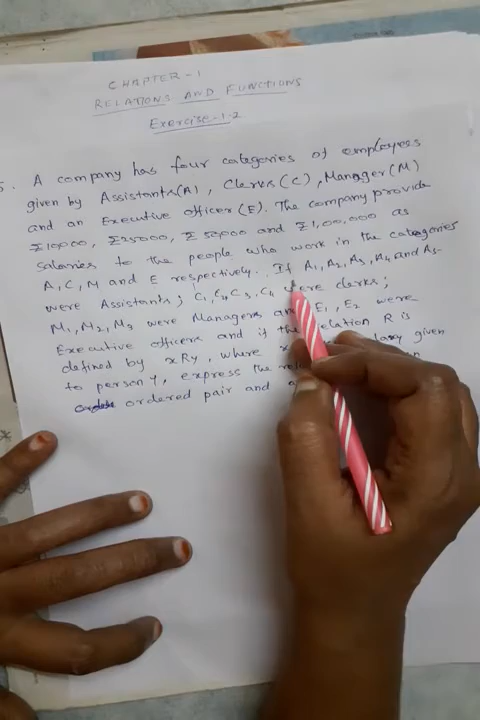 CHAPTER-1
RELATIONS AND FUNCTIONS
Exercise-1.2
5. A company has four categories of employees
given by Assistants(A), Clerks(C), Manager(M)
and an Executive officer(E). The company provide
₹10000, ₹25000, ₹50000 and ₹1,00,000 as
salaries to the people who work in the categories
A, C, M and E respectively. If A1, A2, A3, A4 and A5
were Assistants; C1, C2, C3, C4 were clerks;
M1, M2, M3 were Managers and E1, E2 were
Executive officers and if the relation R is
defined by xRy, where x given
to person y, express the
ordered pair and